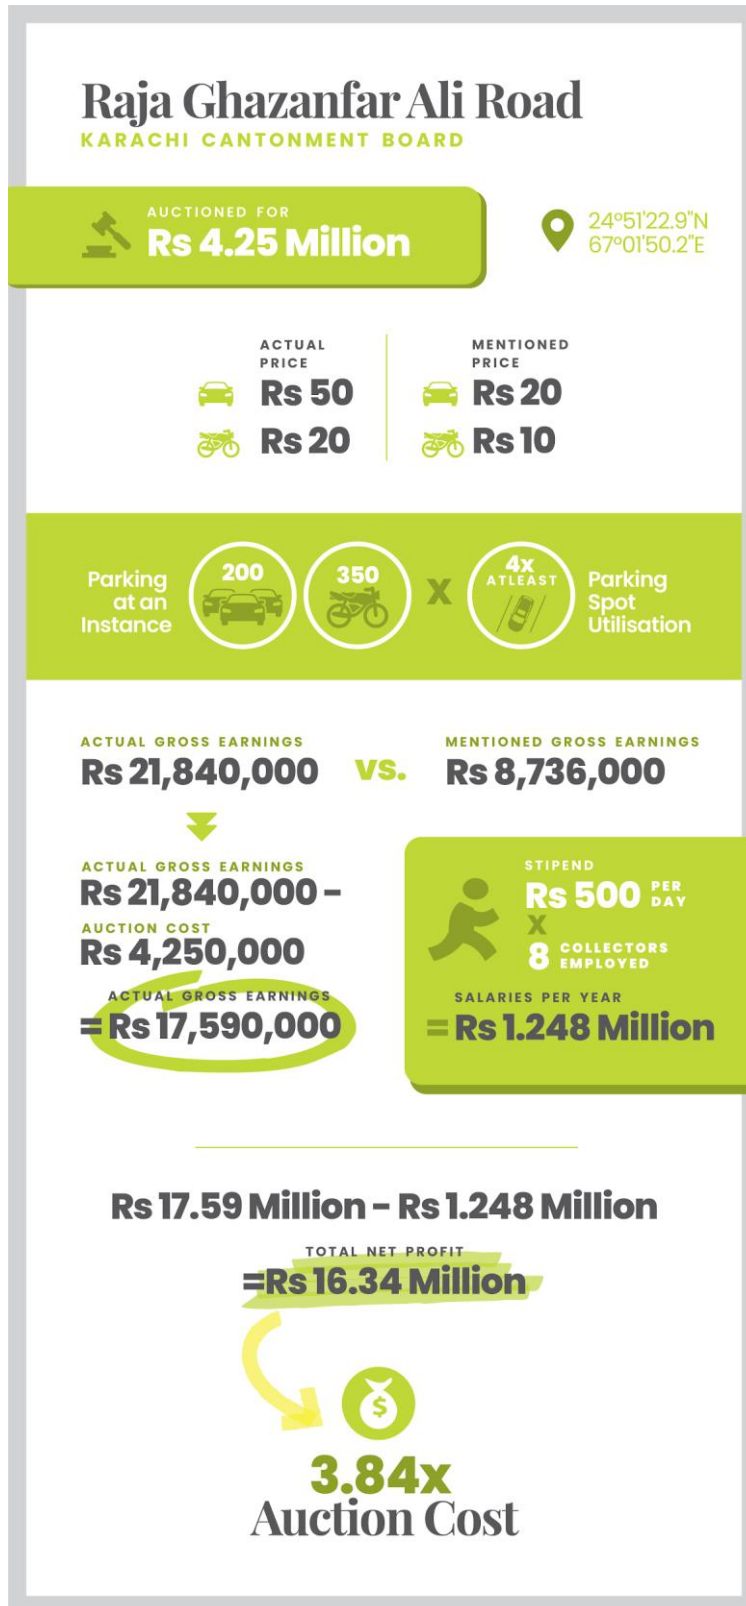 Raja Ghazanfar Ali Road
KARACHI CANTONMENT BOARD
AUCTIONED FOR
Rs 4.25 Million
24°51'22.9"N
67°01'50.2"E
ACTUAL
PRICE
Rs 50
Rs 20
MENTIONED
PRICE
Rs 20
Rs 10
Parking
at an
Instance
200
350
X
4x
ATLEAST
Parking
Spot
Utilisation
ACTUAL GROSS EARNINGS
Rs 21,840,000
VS.
MENTIONED GROSS EARNINGS
Rs 8,736,000
ACTUAL GROSS EARNINGS
Rs 21,840,000 –
AUCTION COST
Rs 4,250,000
ACTUAL GROSS EARNINGS
= Rs 17,590,000
STIPEND
Rs 500 PER DAY
X
8 COLLECTORS EMPLOYED
SALARIES PER YEAR
= Rs 1.248 Million
Rs 17.59 Million – Rs 1.248 Million
TOTAL NET PROFIT
=Rs 16.34 Million
$
3.84x
Auction Cost